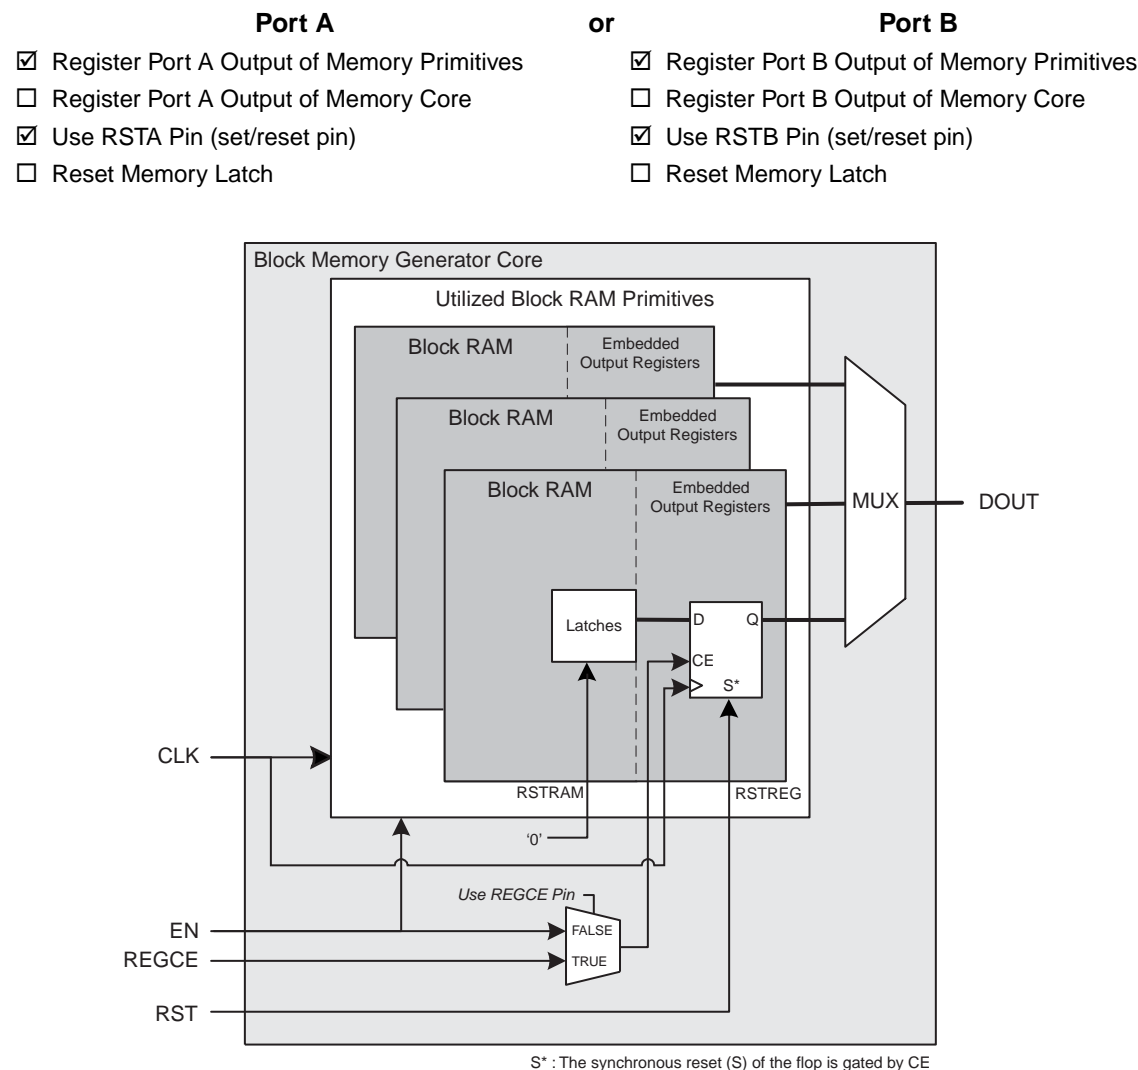 Port A or Port B
☑ Register Port A Output of Memory Primitives
☐ Register Port A Output of Memory Core
☑ Use RSTA Pin (set/reset pin)
☐ Reset Memory Latch
☑ Register Port B Output of Memory Primitives
☐ Register Port B Output of Memory Core
☑ Use RSTB Pin (set/reset pin)
☐ Reset Memory Latch
Block Memory Generator Core
Utilized Block RAM Primitives
Block RAM
Embedded
Output Registers
Block RAM
Embedded
Output Registers
Block RAM
Embedded
Output Registers
MUX
DOUT
Latches
D Q
CE
S*
CLK
RSTRAM
RSTREG
'0'
Use REGCE Pin
EN
FALSE
REGCE
TRUE
RST
S* : The synchronous reset (S) of the flop is gated by CE